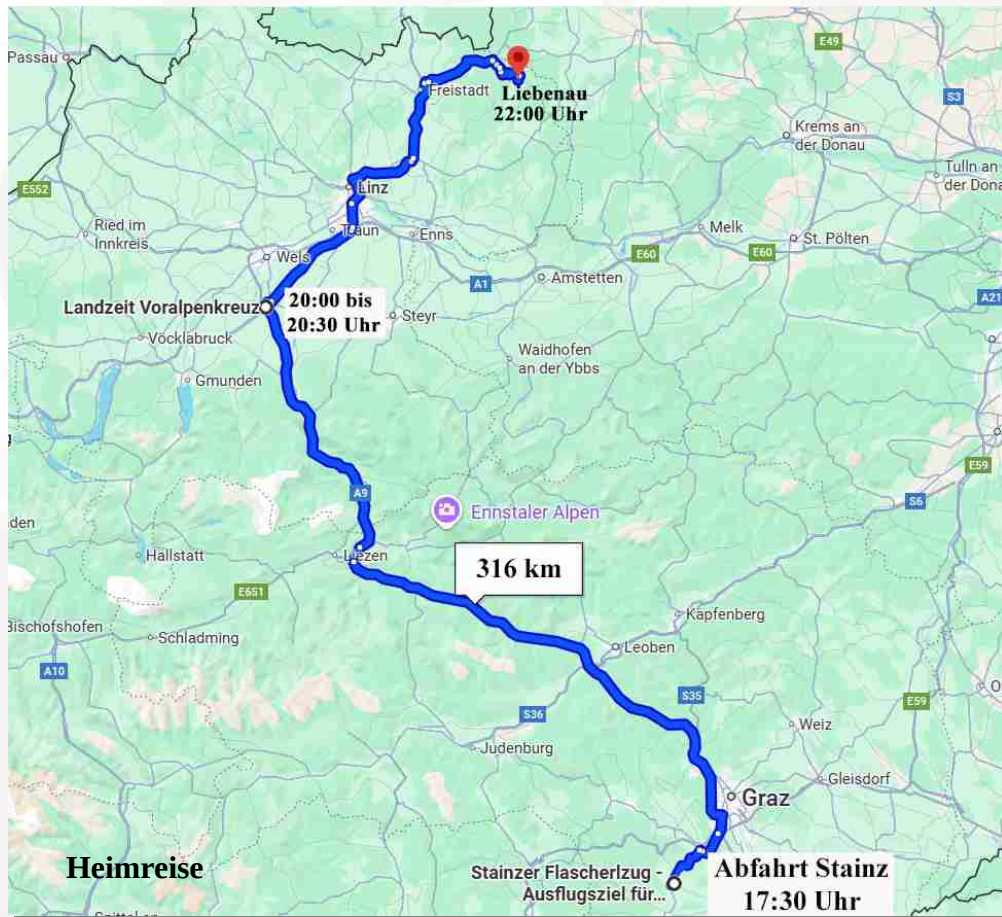 Passau
E49
Liebenau
22:00 Uhr
Freistadt
S3
Krems an
der Donau
Tulln an
der Dona
E552
Linz
Ried im
Innkreis
Traun
Enns
Melk
St. Pölten
E60
E60
Wels
A1
Amstetten
A21
Landzeit Voralpenkreuz
20:00 bis
20:30 Uhr
Steyr
Vöcklabruck
Waidhofen
an der Ybbs
Gmunden
E59
A9
S6
Ennstaler Alpen
den
Hallstatt
Liezen
316 km
E651
Kapfenberg
Bischofshofen
Schladming
Leoben
A10
S35
E59
O
S36
Weiz
Judenburg
Gleisdorf
Graz
Heimreise
Stainzer Flascherlzug -
Ausflugsziel für...
Abfahrt Stainz
17:30 Uhr